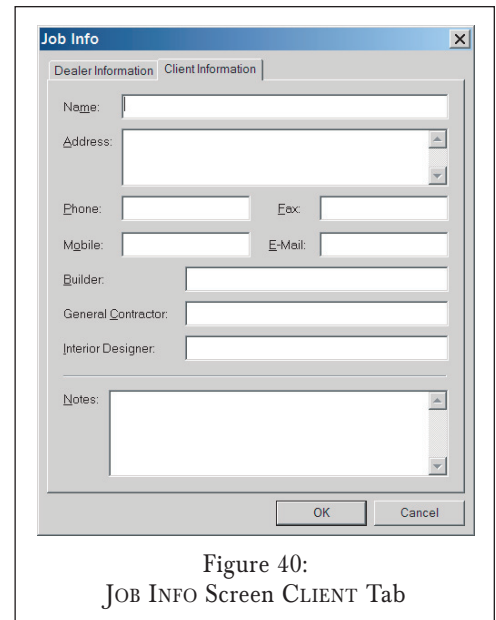 Job Info
Dealer Information Client Information
Name:
Address:
Phone: Fax:
Mobile: E-Mail:
Builder:
General Contractor:
Interior Designer:
Notes:
OK Cancel
Figure 40:
JOB INFO Screen CLIENT Tab